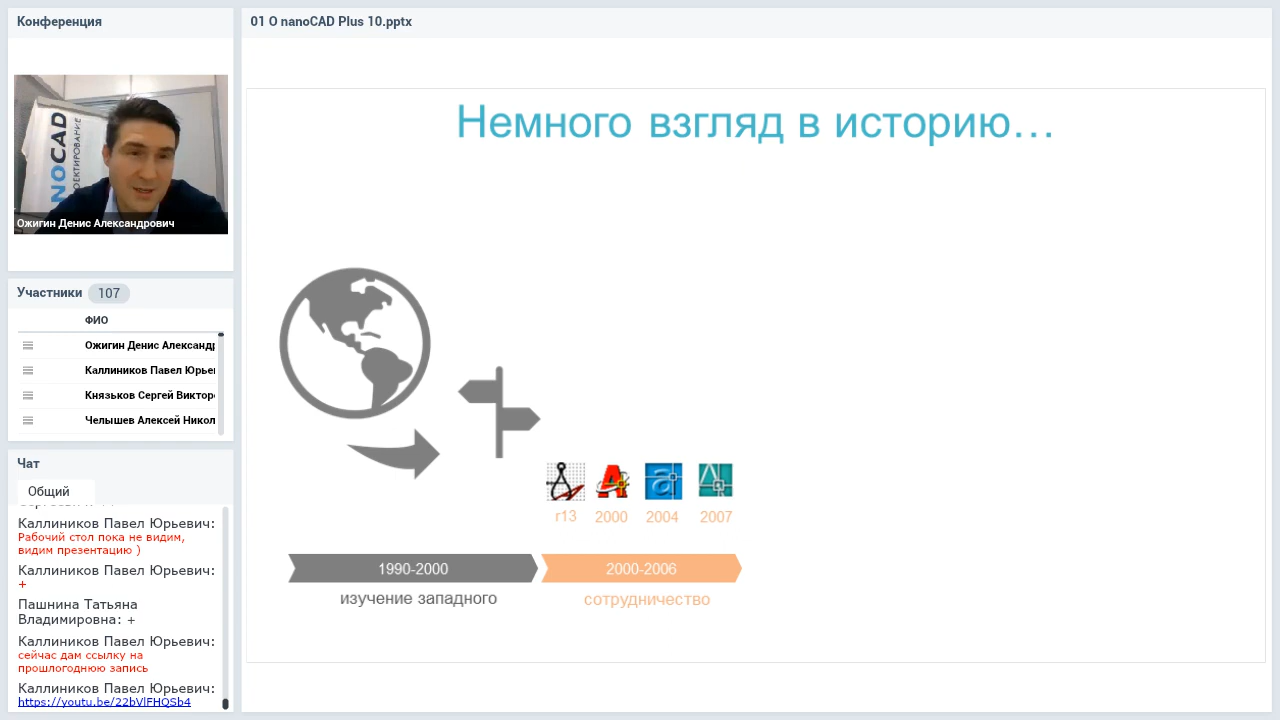 Конференция
01 О nanoCAD Plus 10.pptx
NOCAD
ОЕКТИРОВАНИЕ
Ожигин Денис Александрович
Участники 107
ФИО
Ожигин Денис Александр
Каллиников Павел Юрье
Князьков Сергей Виктор
Челышев Алексей Никол
Чат
Общий
Каллиников Павел Юрьевич:
Рабочий стол пока не видим,
видим презентацию )
Каллиников Павел Юрьевич:
+
Пашнина Татьяна
Владимировна: +
Каллиников Павел Юрьевич:
сейчас дам ссылку на
прошлогоднюю запись
Каллиников Павел Юрьевич:
https://youtu.be/22bVlFHQSb4
Немного взгляд в историю...
r13 2000 2004 2007
1990-2000 2000-2006
изучение западного сотрудничество